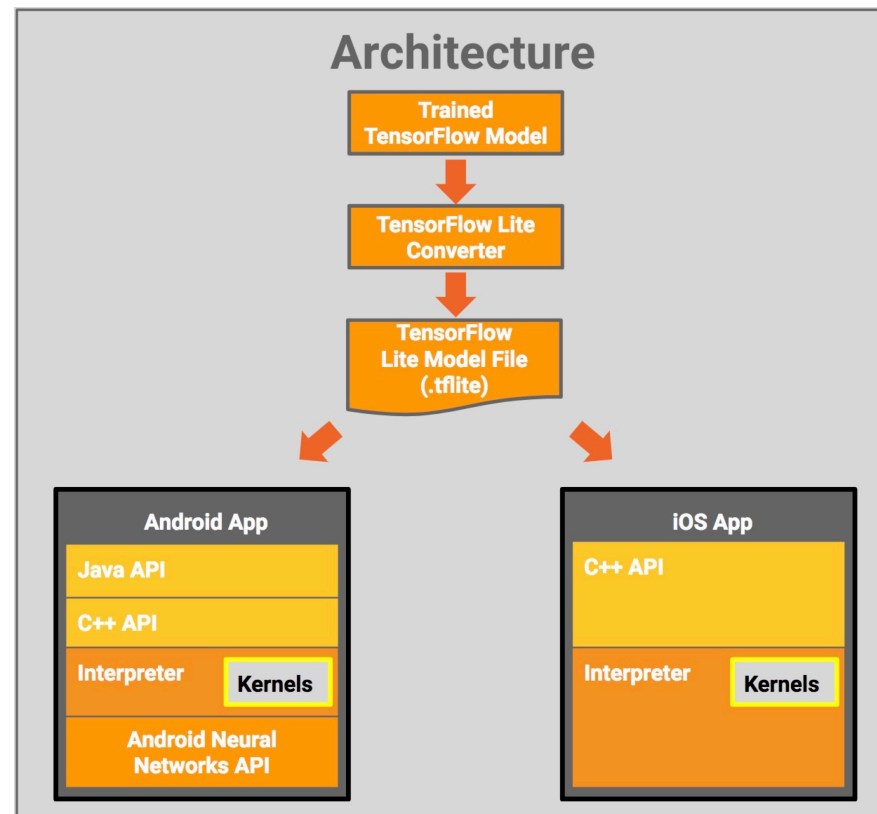 Architecture
Trained
TensorFlow Model
TensorFlow Lite
Converter
TensorFlow
Lite Model File
(.tflite)
Android App
Java API
C++ API
Interpreter
Kernels
Android Neural
Networks API
iOS App
C++ API
Interpreter
Kernels